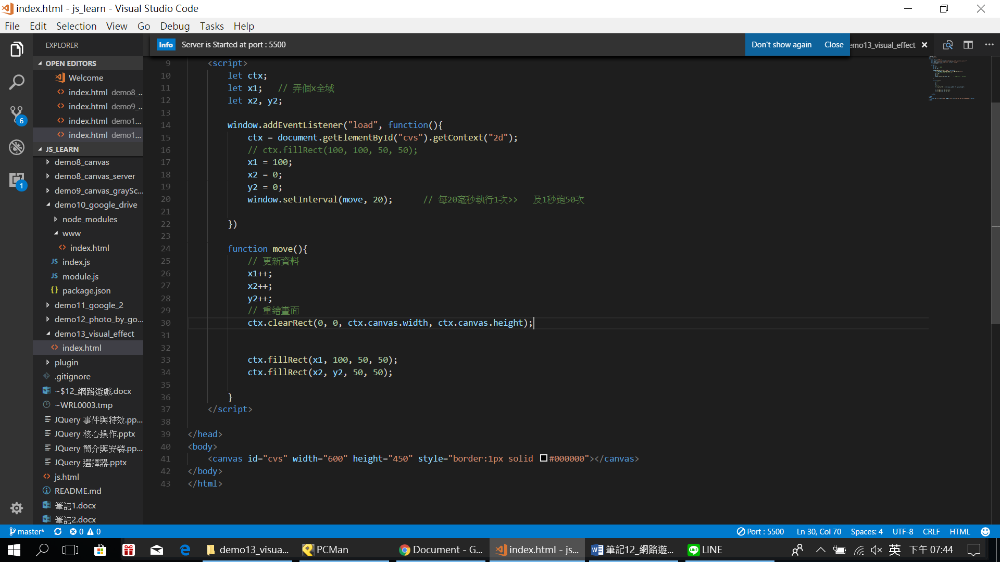 index.html - js_learn - Visual Studio Code
File Edit Selection View Go Debug Tasks Help
EXPLORER
Info Server is Started at port : 5500 Don't show again Close
emo13_visual_effect
OPEN EDITORS
Welcome
index.html demo8_...
index.html demo9_...
index.html demo1...
index.html demo1...
JS_LEARN
demo8_canvas
demo8_canvas_server
demo9_canvas_graySc...
demo10_google_drive
node_modules
www
index.html
JS index.js
JS module.js
{} package.json
demo11_google_2
demo12_photo_by_go...
demo13_visual_effect
index.html
plugin
.gitignore
~$12_網路遊戲.docx
~WRL0003.tmp
JQuery 事件與特效.pp...
JQuery 核心操作.pptx
JQuery 簡介與安裝.pp...
JQuery 選擇器.pptx
js.html
README.md
筆記1.docx
筆記2.docx
6
1
9 <script>
10 let ctx;
11 let x1; // 弄個x全域
12 let x2, y2;
13
14 window.addEventListener("load", function(){
15 ctx = document.getElementById("cvs").getContext("2d");
16 // ctx.fillRect(100, 100, 50, 50);
17 x1 = 100;
18 x2 = 0;
19 y2 = 0;
20 window.setInterval(move, 20); // 每20毫秒執行1次>> 及1秒跑50次
21
22 })
23
24 function move(){
25 // 更新資料
26 x1++;
27 x2++;
28 y2++;
29 // 重繪畫面
30 ctx.clearRect(0, 0, ctx.canvas.width, ctx.canvas.height);
31
32
33 ctx.fillRect(x1, 100, 50, 50);
34 ctx.fillRect(x2, y2, 50, 50);
35
36 }
37 </script>
38
39 </head>
40 <body>
41 <canvas id="cvs" width="600" height="450" style="border:1px solid #000000"></canvas>
42 </body>
43 </html>
master* 0 0 Port : 5500 Ln 30, Col 70 Spaces: 4 UTF-8 CRLF HTML
demo13_visua... PCMan Document - G... index.html - js... 筆記12_網路遊... LINE 英 下午 07:44